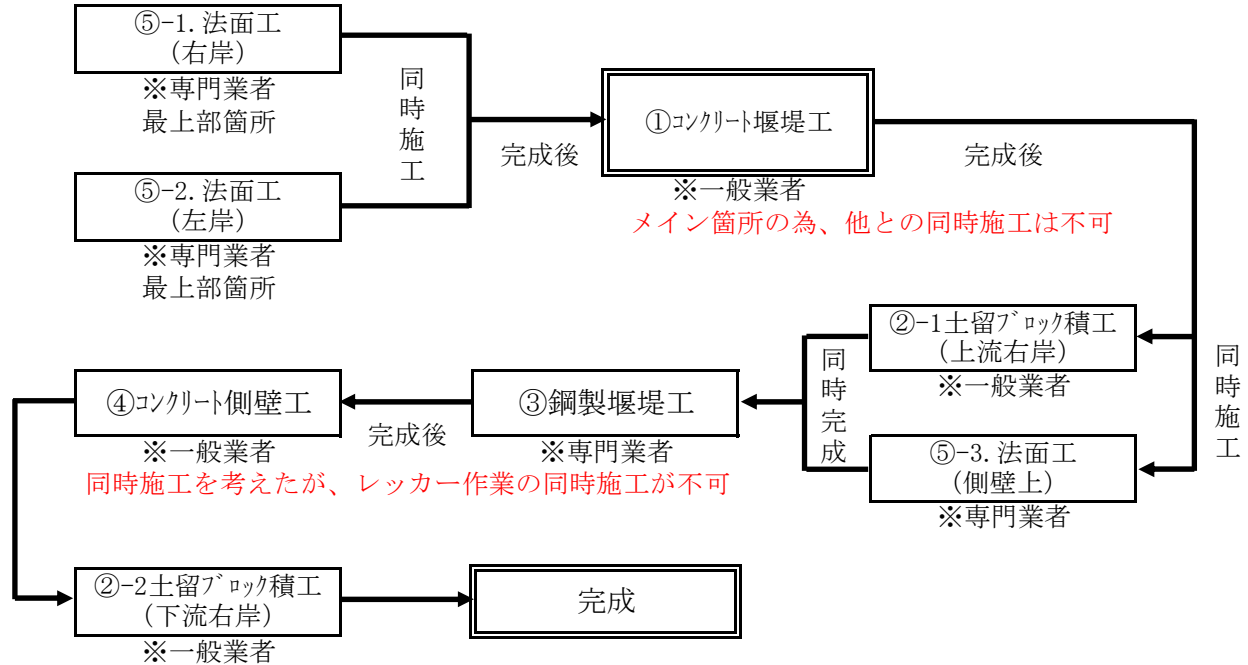 ⑤-1.法面工
(右岸)
※専門業者
最上部箇所
同時施工
⑤-2.法面工
(左岸)
※専門業者
最上部箇所
完成後
①ｺﾝｸﾘｰﾄ堰堤工
※一般業者
メイン箇所の為、他との同時施工は不可
完成後
同時施工
②-1土留ﾌﾞﾛｯｸ積工
(上流右岸)
※一般業者
⑤-3.法面工
(側壁上)
※専門業者
同時完成
③鋼製堰堤工
※専門業者
完成後
④ｺﾝｸﾘｰﾄ側壁工
※一般業者
同時施工を考えたが、レッカー作業の同時施工が不可
②-2土留ﾌﾞﾛｯｸ積工
(下流右岸)
※一般業者
完成